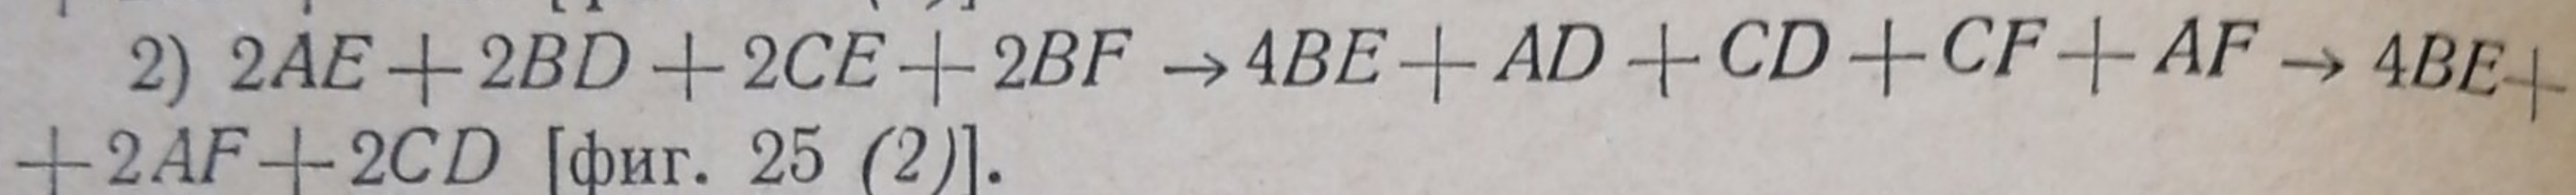 2) 2AE+2BD+2CE+2BF→4BE+AD+CD+CF+AF→4BE+
+2AF+2CD [фиг. 25 (2)].